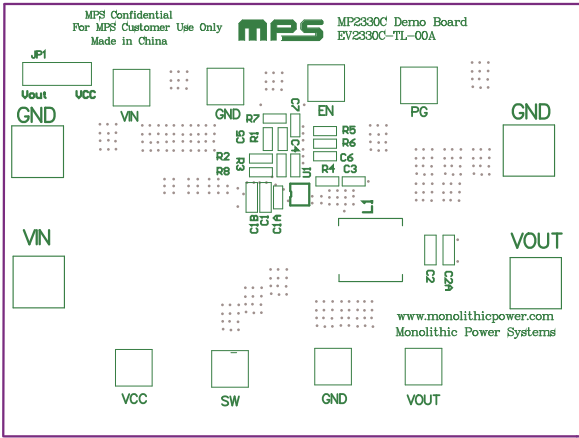 MPS Confidential
For MPS Customer Use Only
Made in China
MPS
MP2330C Demo Board
EV2330C-TL-00A
JP1
Vout
VCC
GND
VIN
GND
EN
PG
GND
C7
R7
C5
R1
C4
R5
R6
C6
R2
R3
R8
U1
R4
C3
C1B
C1
C1A
L1
VIN
VOUT
C2
C2A
www.monolithicpower.com
Monolithic Power Systems
VCC
SW
GND
VOUT